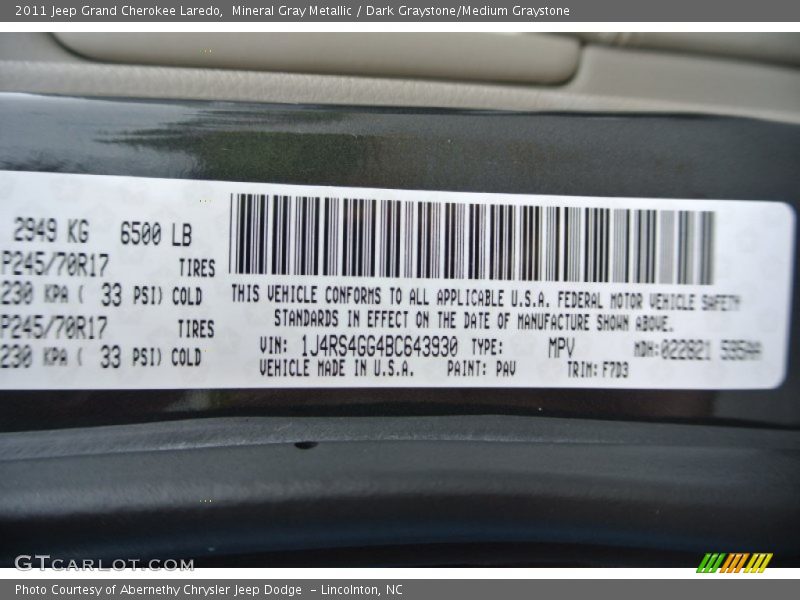 2011 Jeep Grand Cherokee Laredo,  Mineral Gray Metallic / Dark Graystone/Medium Graystone
2949 KG 6500 LB
P245/70R17 TIRES
230 KPA ( 33 PSI) COLD
P245/70R17 TIRES
230 KPA ( 33 PSI) COLD
THIS VEHICLE CONFORMS TO ALL APPLICABLE U.S.A. FEDERAL MOTOR VEHICLE SAFETY
STANDARDS IN EFFECT ON THE DATE OF MANUFACTURE SHOWN ABOVE.
VIN: 1J4RS4GG4BC643930 TYPE: MPV MDH:022821 595AA
VEHICLE MADE IN U.S.A. PAINT: PAV TRIM: F7D3
GTCARLOT.COM
Photo Courtesy of Abernethy Chrysler Jeep Dodge  – Lincolnton, NC